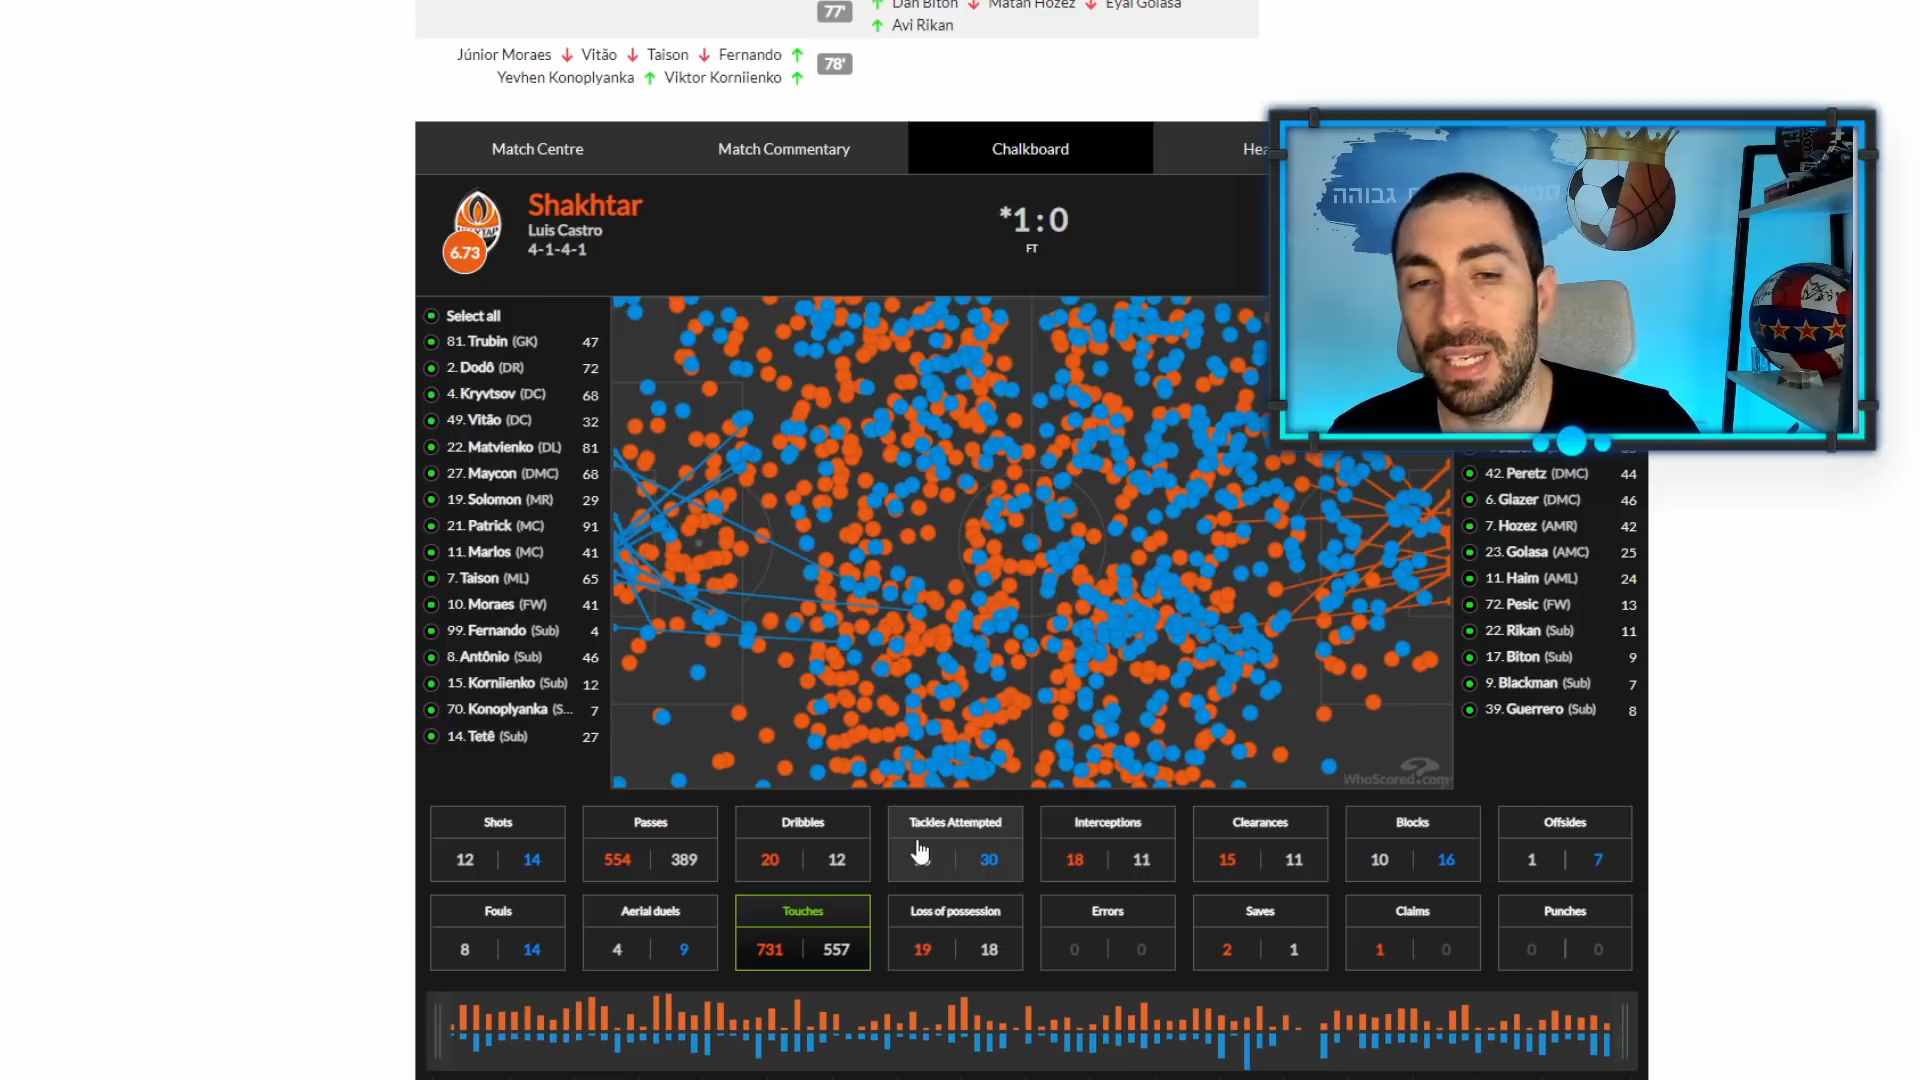 77' ↑ Dan Biton ↓ Matan Hozez ↓ Eyal Golasa
↑ Avi Rikan
Júnior Moraes ↓ Vitão ↓ Taison ↓ Fernando ↑ 78'
Yevhen Konoplyanka ↑ Viktor Korniienko ↑
Match Centre Match Commentary Chalkboard Hea
Shakhtar
Luis Castro
4-1-4-1
6.73
*1 : 0
FT
גבוהה
Select all
81. Trubin (GK) 47
2. Dodô (DR) 72
4. Kryvtsov (DC) 68
49. Vitão (DC) 32
22. Matvienko (DL) 81
27. Maycon (DMC) 68
19. Solomon (MR) 29
21. Patrick (MC) 91
11. Marlos (MC) 41
7. Taison (ML) 65
10. Moraes (FW) 41
99. Fernando (Sub) 4
8. Antônio (Sub) 46
15. Korniienko (Sub) 12
70. Konoplyanka (S... 7
14. Tetê (Sub) 27
42. Peretz (DMC) 44
6. Glazer (DMC) 46
7. Hozez (AMR) 42
23. Golasa (AMC) 25
11. Haim (AML) 24
72. Pesic (FW) 13
22. Rikan (Sub) 11
17. Biton (Sub) 9
9. Blackman (Sub) 7
39. Guerrero (Sub) 8
WhoScored.com
Shots Passes Dribbles Tackles Attempted Interceptions Clearances Blocks Offsides
12 14 554 389 20 12 30 18 11 15 11 10 16 1 7
Fouls Aerial duels Touches Loss of possession Errors Saves Claims Punches
8 14 4 9 731 557 19 18 0 0 2 1 1 0 0 0